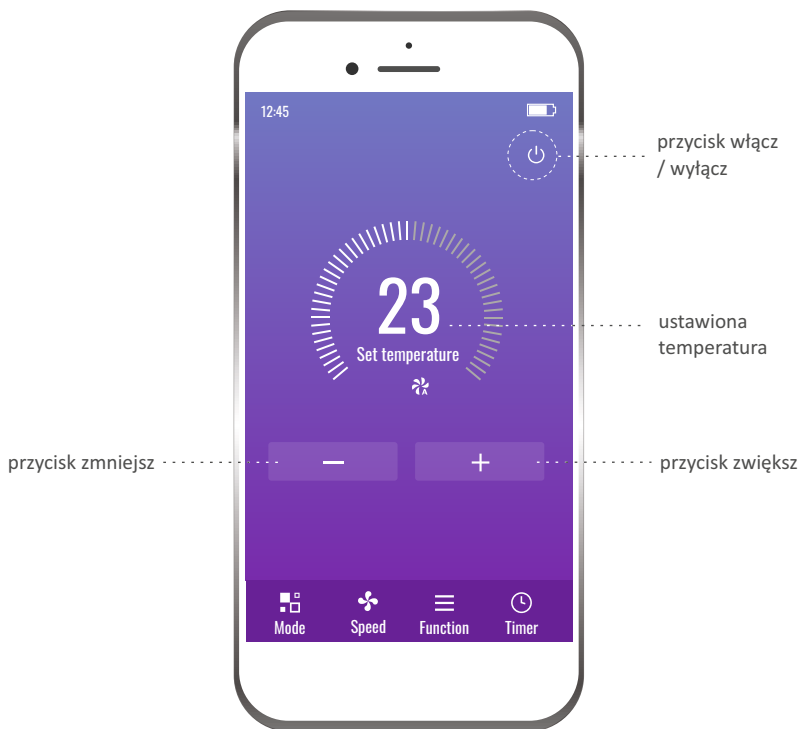 12:45
przycisk włącz
/ wyłącz
23
Set temperature
ustawiona
temperatura
A
przycisk zmniejsz
− +
przycisk zwiększ
Mode Speed Function Timer